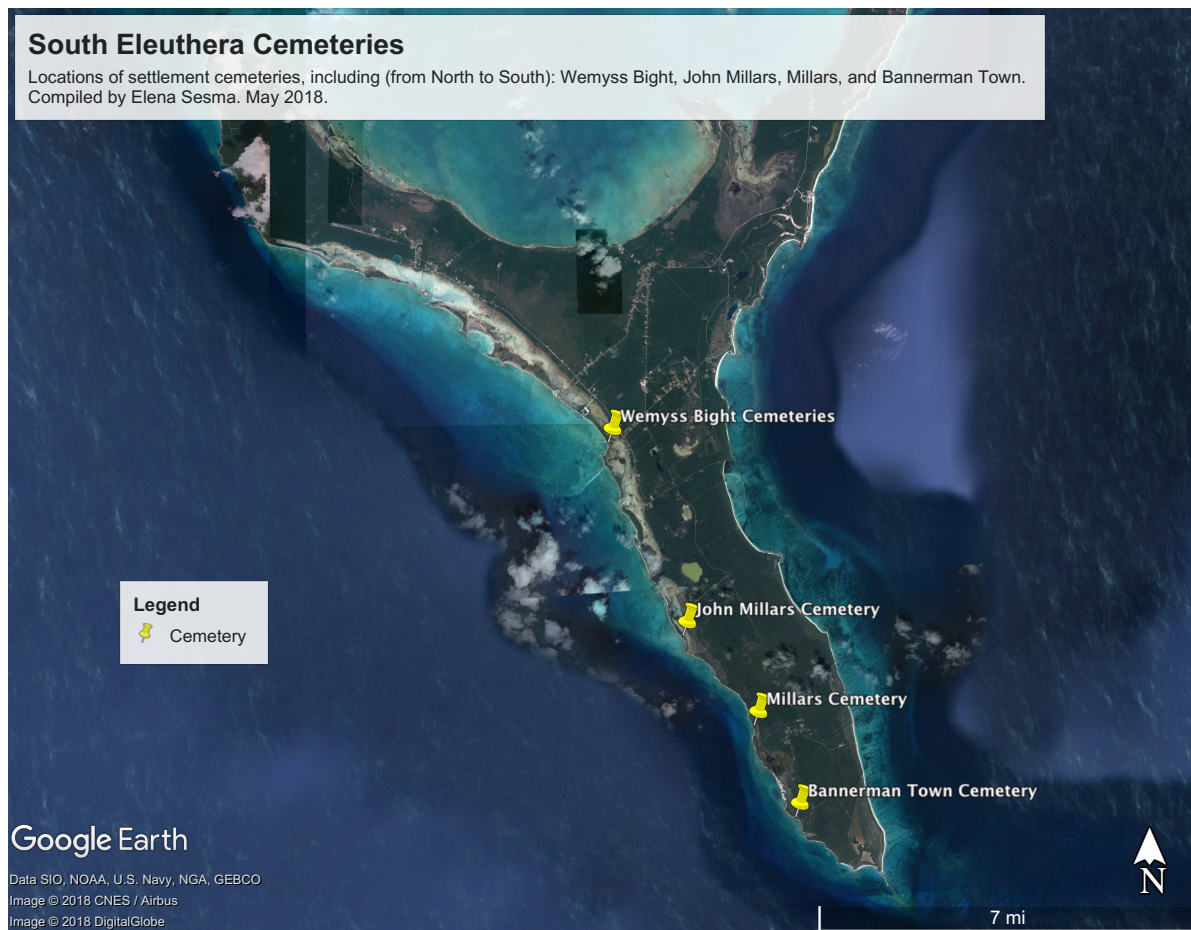 South Eleuthera Cemeteries
Locations of settlement cemeteries, including (from North to South): Wemyss Bight, John Millars, Millars, and Bannerman Town.
Compiled by Elena Sesma. May 2018.
Wemyss Bight Cemeteries
Legend
Cemetery
John Millars Cemetery
Millars Cemetery
Bannerman Town Cemetery
Google Earth
Data SIO, NOAA, U.S. Navy, NGA, GEBCO
Image © 2018 CNES / Airbus
Image © 2018 DigitalGlobe
N
7 mi